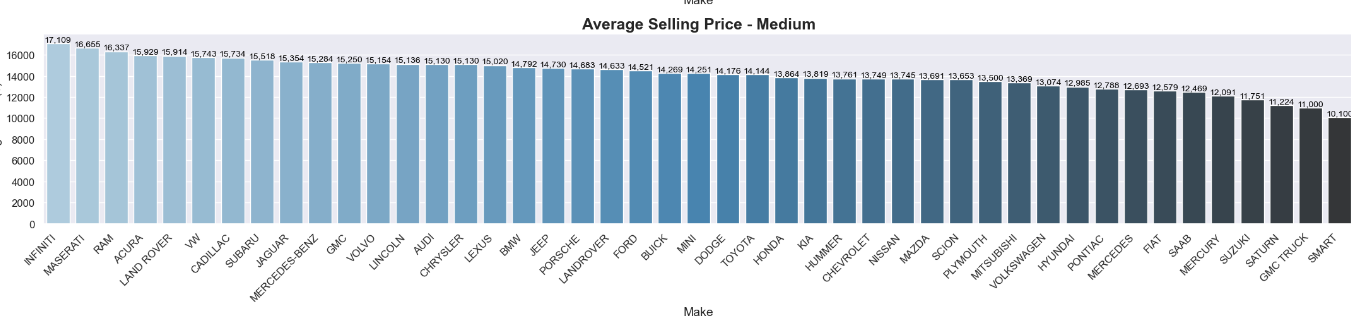 Make
Average Selling Price - Medium
17,109 16,655 16,337 15,929 15,914 15,743 15,734 15,518 15,354 15,284 15,250 15,154 15,136 15,130 15,130 15,020 14,792 14,730 14,683 14,633 14,521 14,269 14,251 14,176 14,144 13,864 13,819 13,761 13,749 13,745 13,691 13,653 13,500 13,369 13,074 12,985 12,788 12,693 12,579 12,469 12,091 11,751 11,224 11,000 10,100
16000
14000
12000
10000
8000
6000
4000
2000
0
INFINITI MASERATI RAM ACURA LAND ROVER VW CADILLAC SUBARU JAGUAR MERCEDES-BENZ GMC VOLVO LINCOLN AUDI CHRYSLER LEXUS BMW JEEP PORSCHE LANDROVER FORD BUICK MINI DODGE TOYOTA HONDA KIA HUMMER CHEVROLET NISSAN MAZDA SCION PLYMOUTH MITSUBISHI VOLKSWAGEN HYUNDAI PONTIAC MERCEDES FIAT SAAB MERCURY SUZUKI SATURN GMC TRUCK SMART
Make